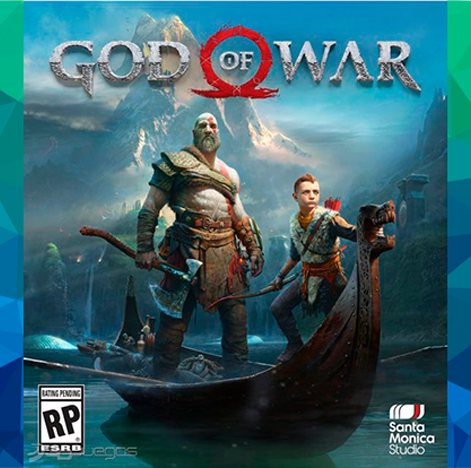 GOD OF WAR
RATING PENDING
RP
ESRB
Santa
Monica
Studio